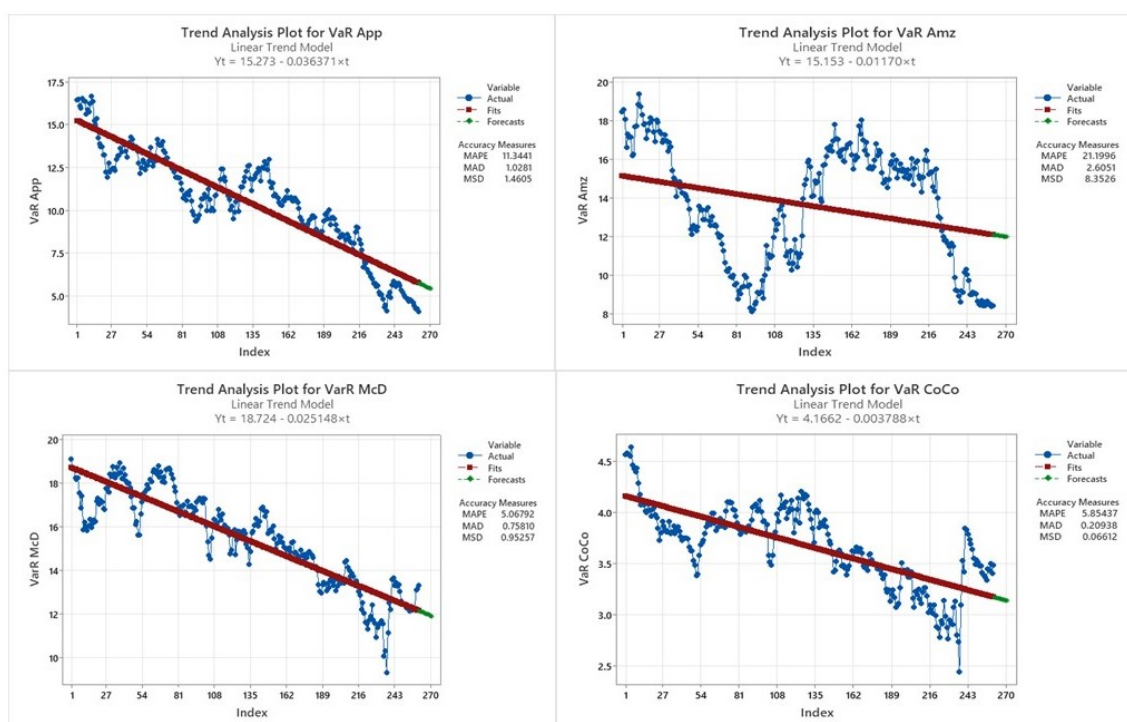 Trend Analysis Plot for VaR App
Linear Trend Model
Yt = 15.273 - 0.036371×t
17.5
15.0
12.5
10.0
7.5
5.0
VaR App
1 27 54 81 108 135 162 189 216 243 270
Index
Variable
Actual
Fits
Forecasts
Accuracy Measures
MAPE 11.3441
MAD 1.0281
MSD 1.4605
Trend Analysis Plot for VaR Amz
Linear Trend Model
Yt = 15.153 - 0.01170×t
20
18
16
14
12
10
8
VaR Amz
1 27 54 81 108 135 162 189 216 243 270
Index
Variable
Actual
Fits
Forecasts
Accuracy Measures
MAPE 21.1996
MAD 2.6051
MSD 8.3526
Trend Analysis Plot for VarR McD
Linear Trend Model
Yt = 18.724 - 0.025148×t
20
18
16
14
12
10
VarR McD
1 27 54 81 108 135 162 189 216 243 270
Index
Variable
Actual
Fits
Forecasts
Accuracy Measures
MAPE 5.06792
MAD 0.75810
MSD 0.95257
Trend Analysis Plot for VaR CoCo
Linear Trend Model
Yt = 4.1662 - 0.003788×t
4.5
4.0
3.5
3.0
2.5
VaR CoCo
1 27 54 81 108 135 162 189 216 243 270
Index
Variable
Actual
Fits
Forecasts
Accuracy Measures
MAPE 5.85437
MAD 0.20938
MSD 0.06612